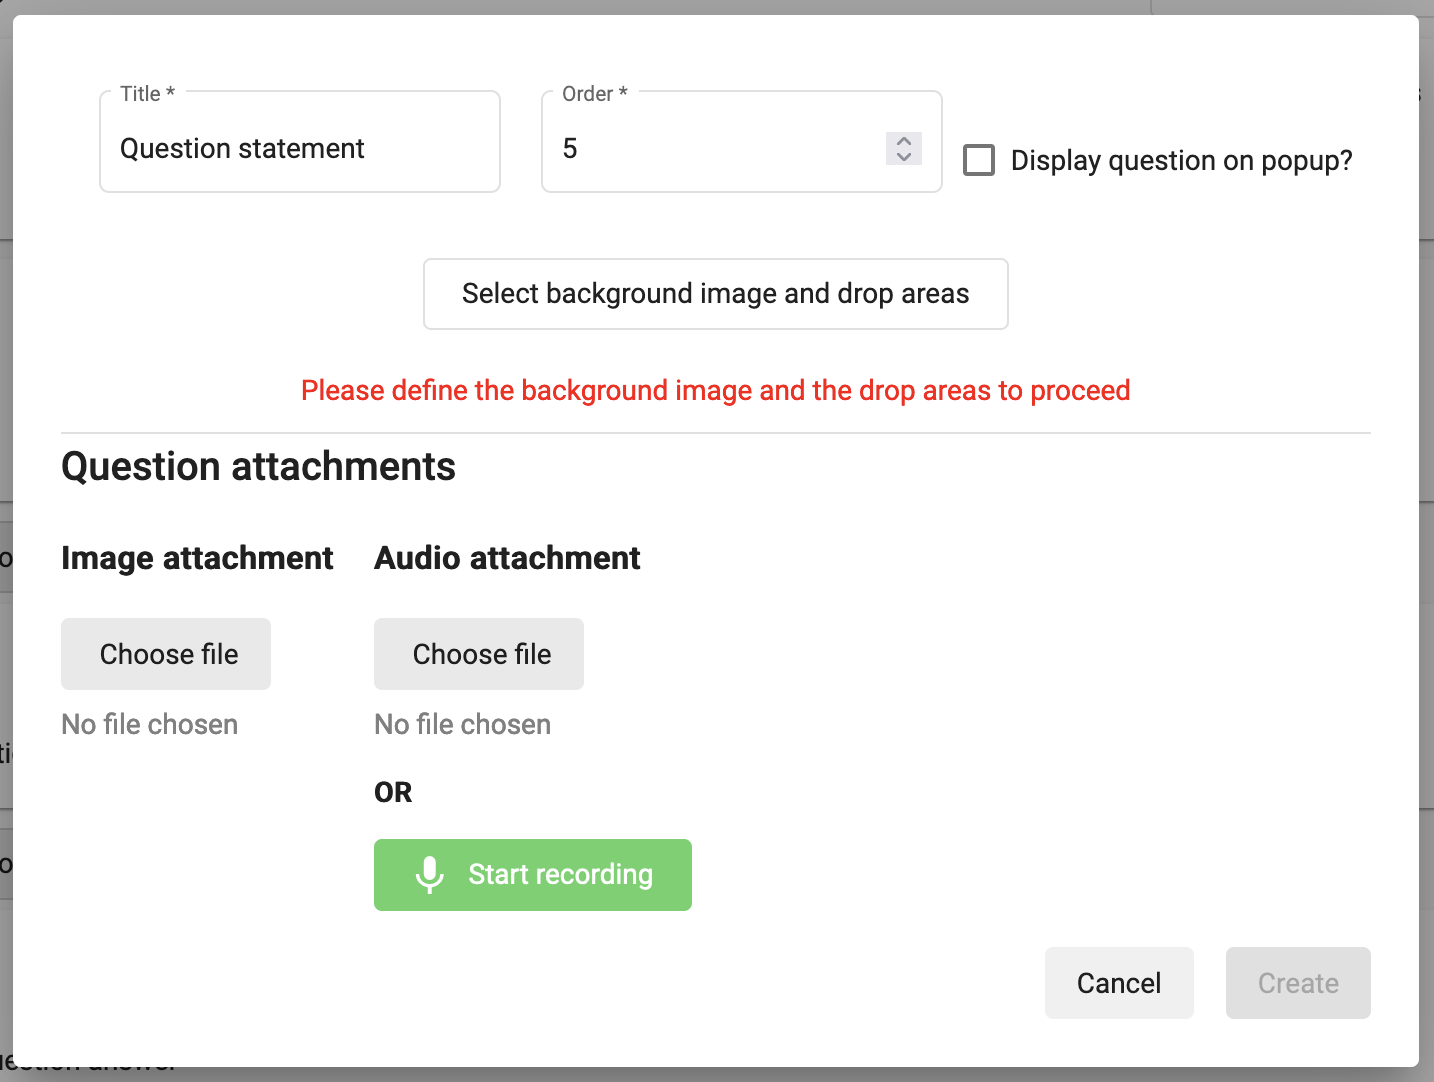 Title *
Order *
Question statement
5
Display question on popup?
Select background image and drop areas
Please define the background image and the drop areas to proceed
Question attachments
Image attachment
Audio attachment
Choose file
Choose file
No file chosen
No file chosen
OR
Start recording
Cancel
Create